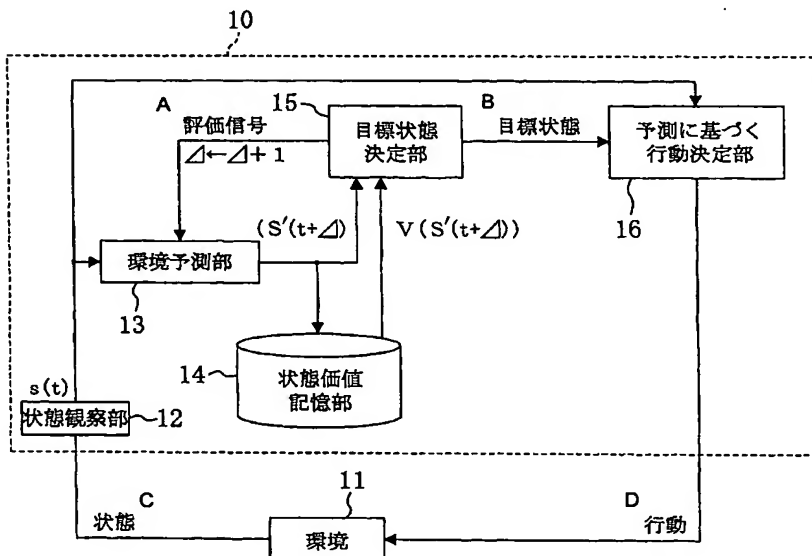 10
A
評価信号
⊿←⊿+1
15
目標状態
決定部
B
目標状態
予測に基づく
行動決定部
16
(S′(t+⊿)
V(S′(t+⊿))
環境予測部
13
14
状態価値
記憶部
s(t)
状態観察部
12
C
状態
11
環境
D
行動